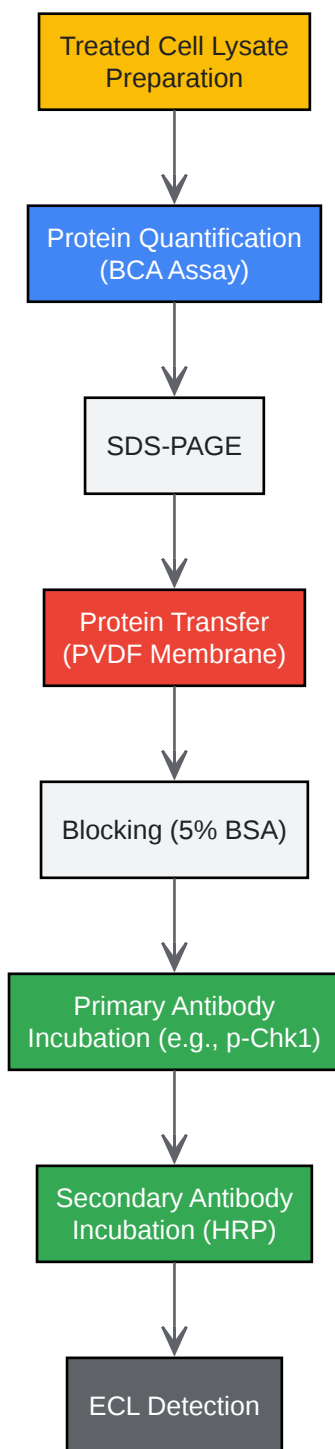 Treated Cell Lysate
Preparation
Protein Quantification
(BCA Assay)
SDS-PAGE
Protein Transfer
(PVDF Membrane)
Blocking (5% BSA)
Primary Antibody
Incubation (e.g., p-Chk1)
Secondary Antibody
Incubation (HRP)
ECL Detection